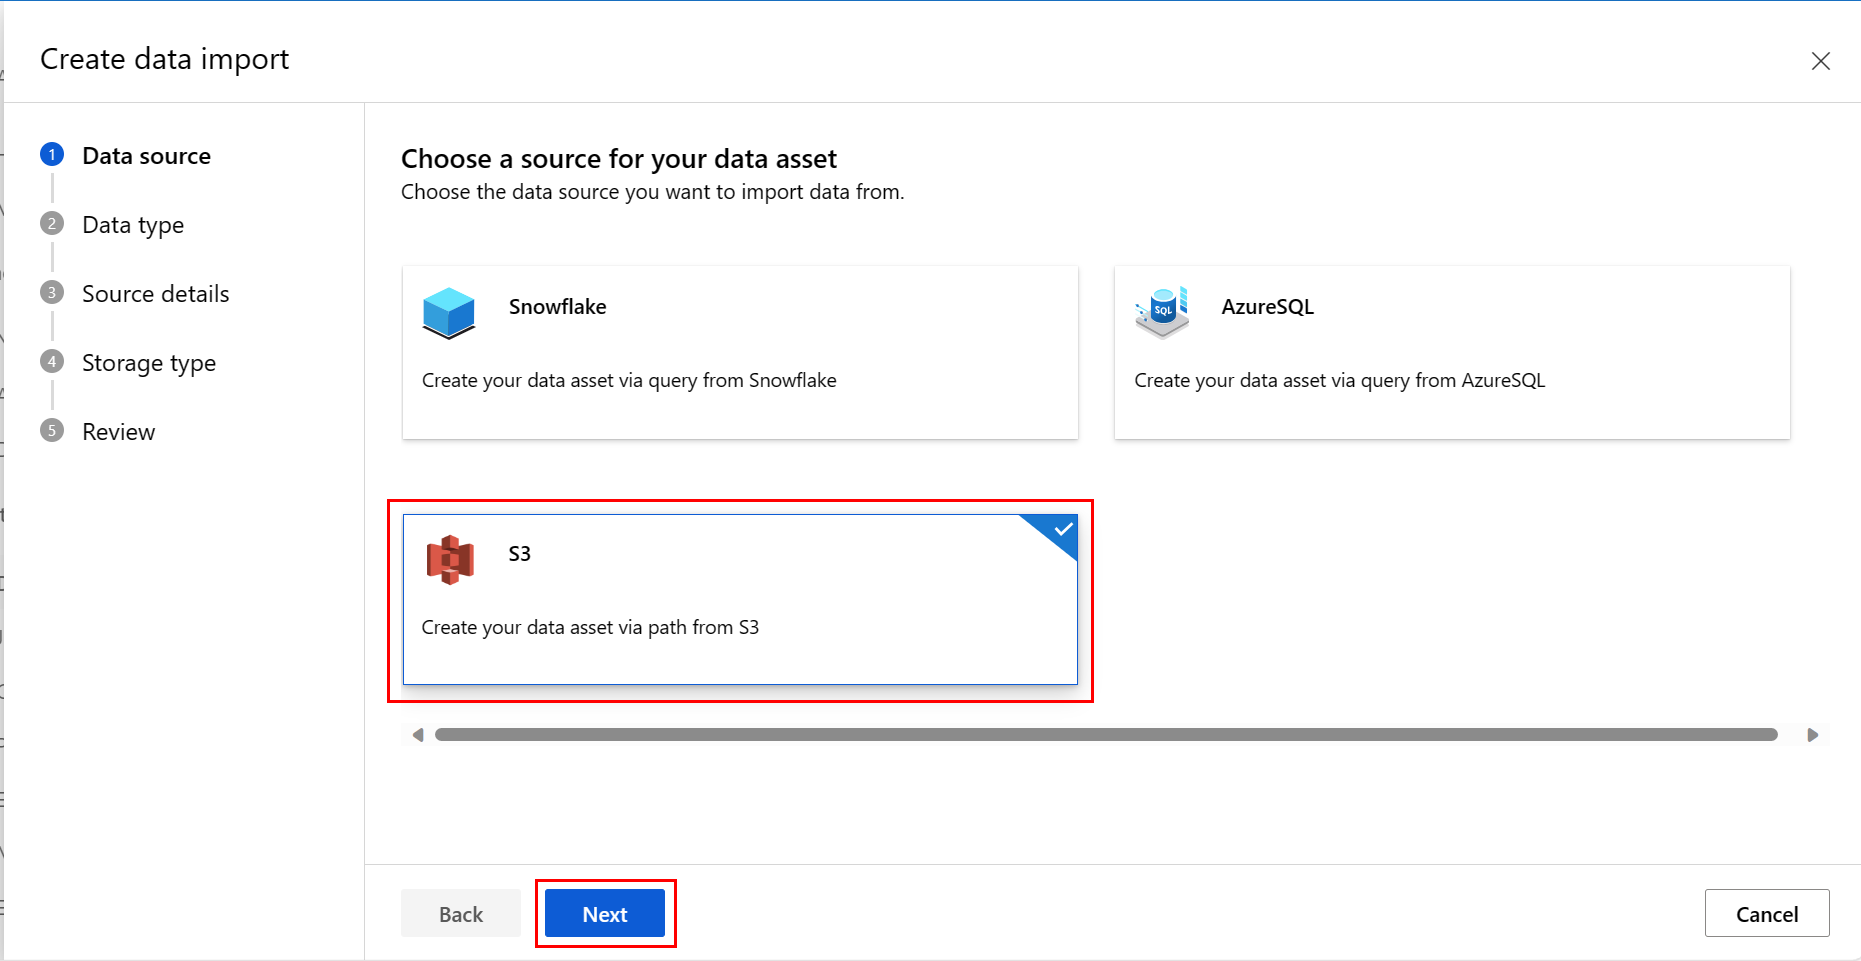 Create data import
1 Data source
2 Data type
3 Source details
4 Storage type
5 Review
Choose a source for your data asset
Choose the data source you want to import data from.
Snowflake
Create your data asset via query from Snowflake
SQL
AzureSQL
Create your data asset via query from AzureSQL
S3
Create your data asset via path from S3
Back
Next
Cancel